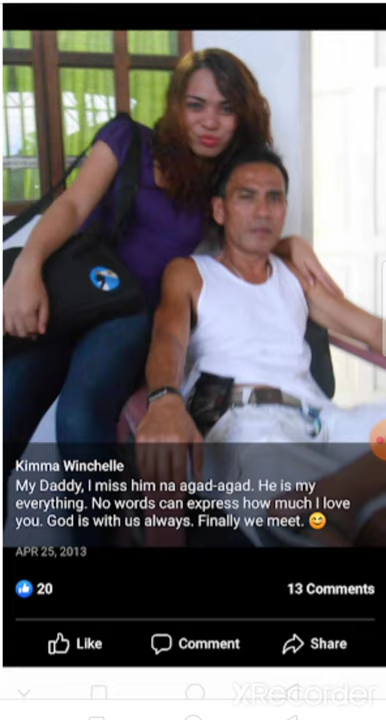 Kimma Winchelle
My Daddy, I miss him na agad-agad. He is my
everything. No words can express how much I love
you. God is with us always. Finally we meet. 😊
APR 25, 2013
20
13 Comments
Like
Comment
Share
XRecorder